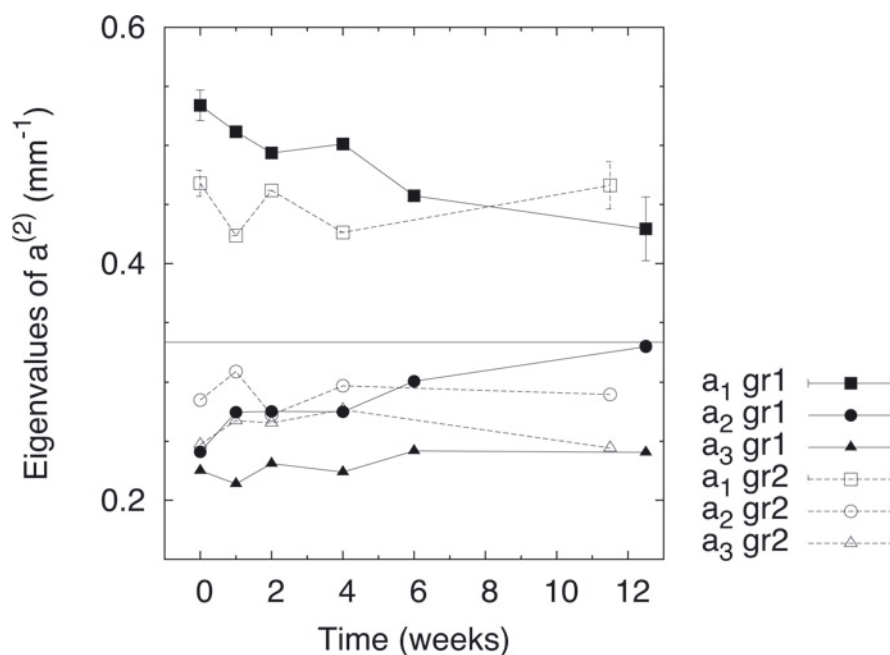 0.6
0.4
0.2
Eigenvalues of a⁽²⁾ (mm⁻¹)
0 2 4 6 8 10 12
Time (weeks)
a₁ gr1
a₂ gr1
a₃ gr1
a₁ gr2
a₂ gr2
a₃ gr2